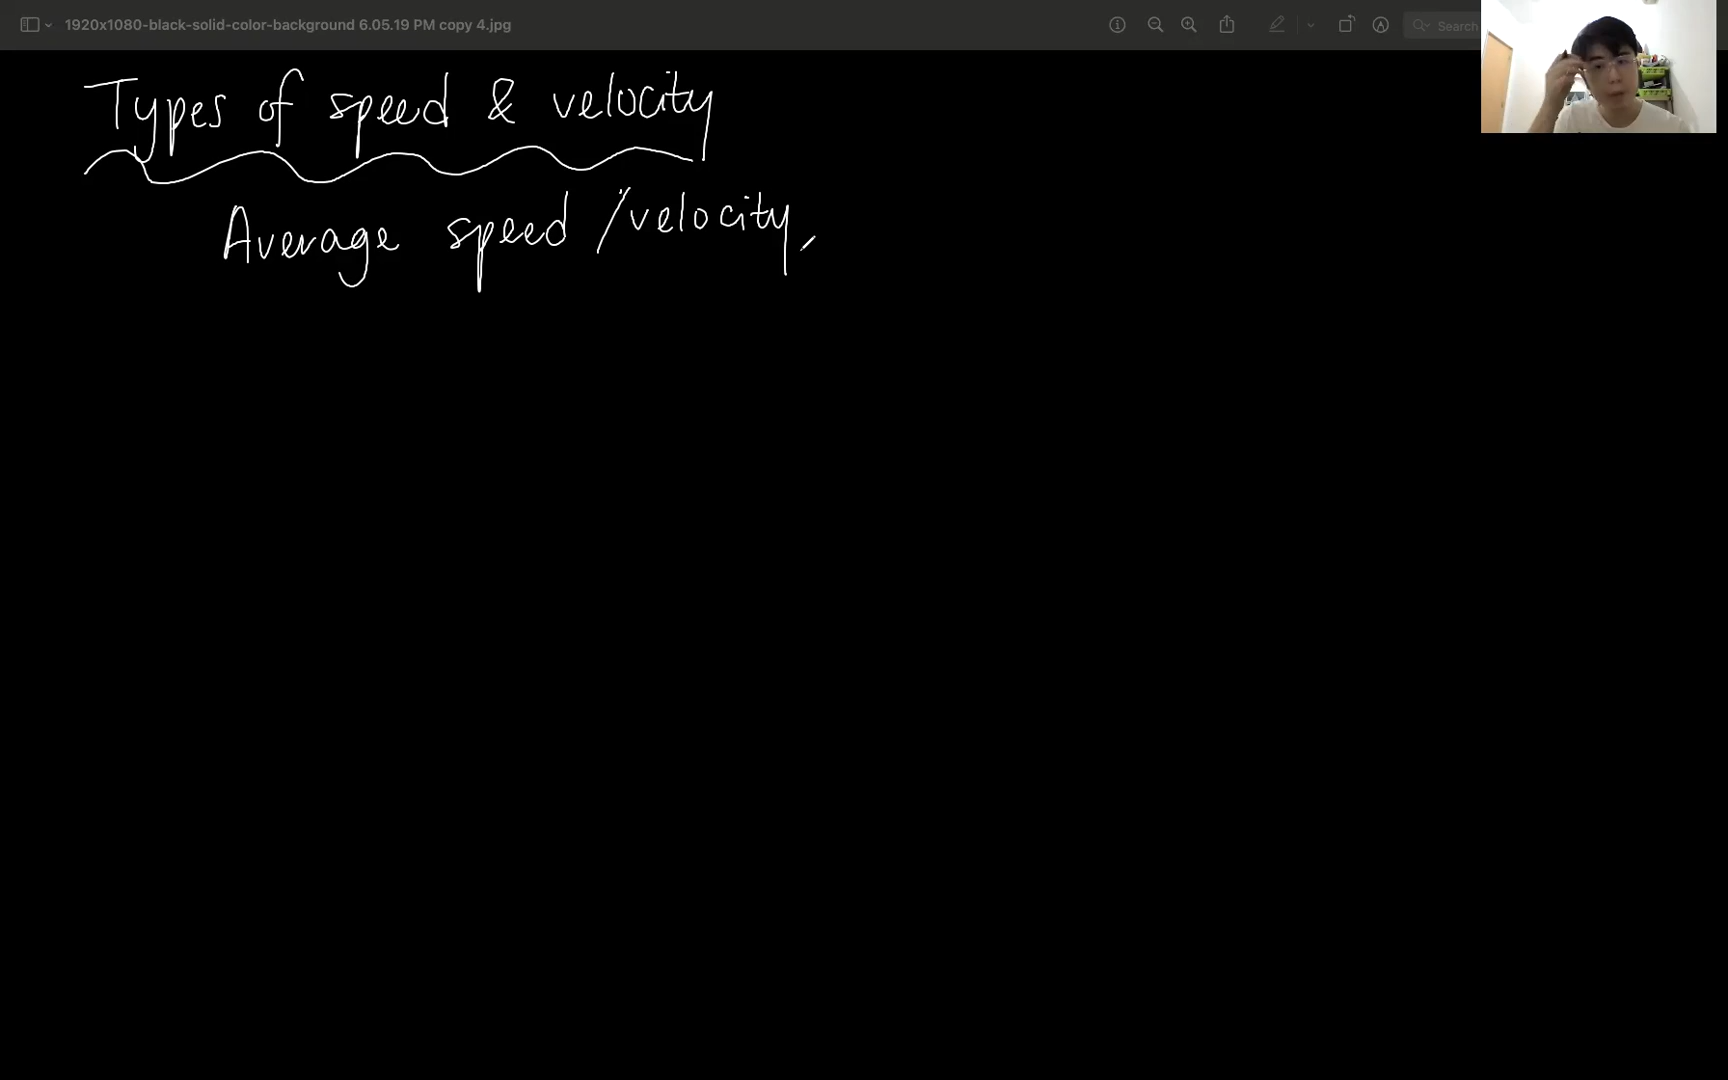 1920x1080-black-solid-color-background 6.05.19 PM copy 4.jpg
Search
Types of speed & velocity
Average speed /velocity,